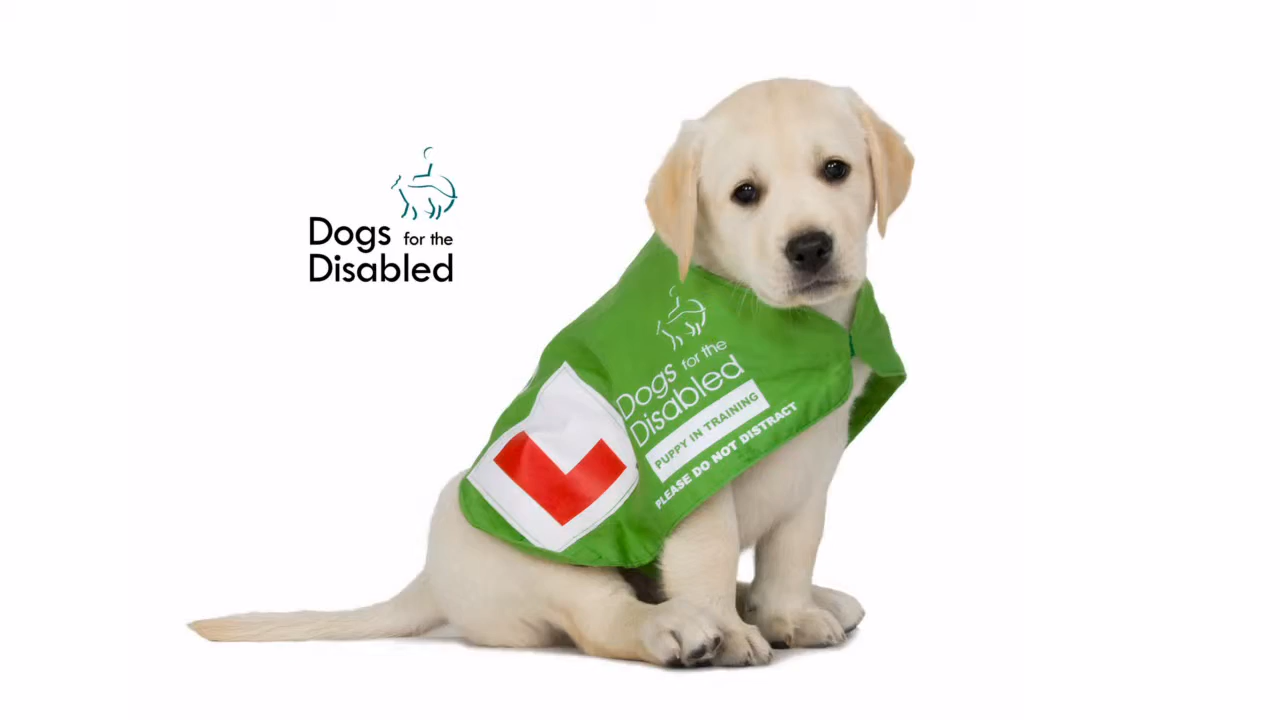 Dogs for the
Disabled
Dogs for the
Disabled
PUPPY IN TRAINING
PLEASE DO NOT DISTRACT
L